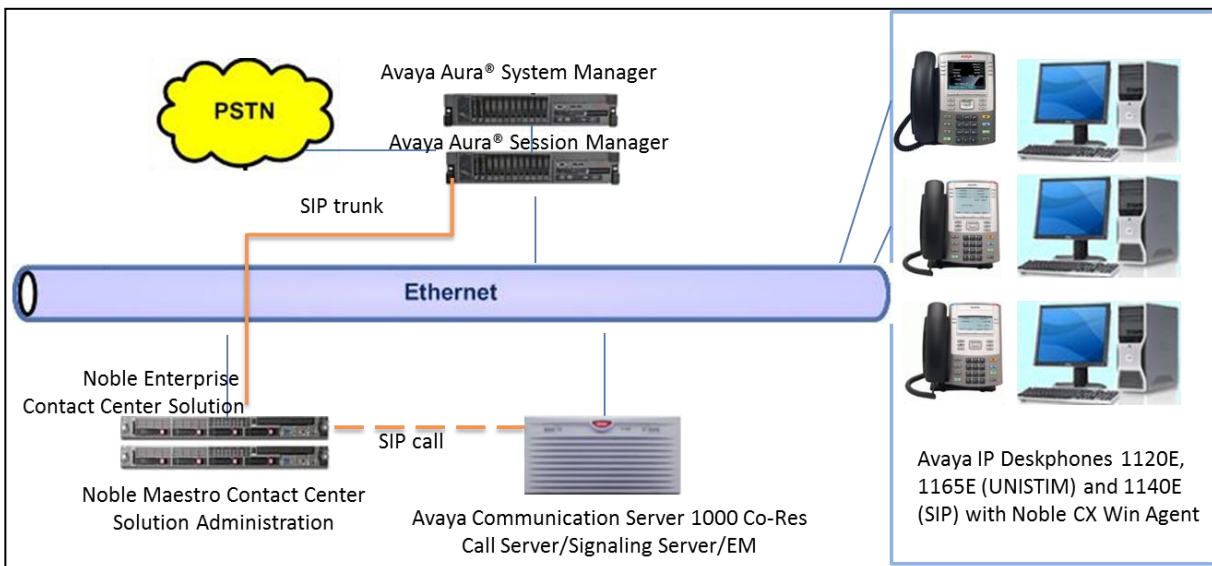 Avaya Aura® System Manager
PSTN
Avaya Aura® Session Manager
SIP trunk
Ethernet
Noble Enterprise
Contact Center Solution
SIP call
Noble Maestro Contact Center
Solution Administration
Avaya Communication Server 1000 Co-Res
Call Server/Signaling Server/EM
Avaya IP Deskphones 1120E,
1165E (UNISTIM) and 1140E
(SIP) with Noble CX Win Agent